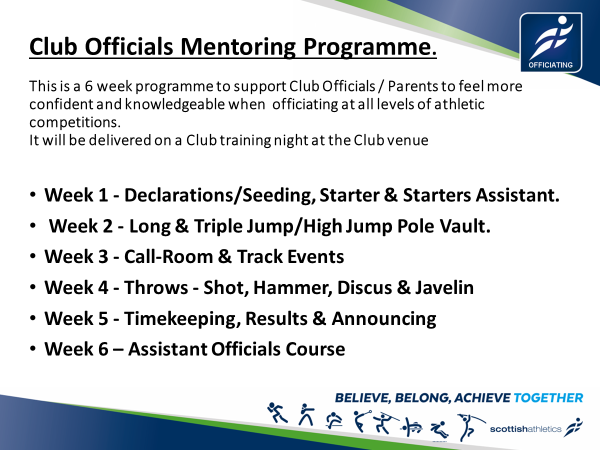 Club Officials Mentoring Programme.
OFFICIATING
This is a 6 week programme to support Club Officials / Parents to feel more
confident and knowledgeable when officiating at all levels of athletic
competitions.
It will be delivered on a Club training night at the Club venue
• Week 1 - Declarations/Seeding, Starter & Starters Assistant.
• Week 2 - Long & Triple Jump/High Jump Pole Vault.
• Week 3 - Call-Room & Track Events
• Week 4 - Throws - Shot, Hammer, Discus & Javelin
• Week 5 - Timekeeping, Results & Announcing
• Week 6 – Assistant Officials Course
BELIEVE, BELONG, ACHIEVE TOGETHER
scottishathletics